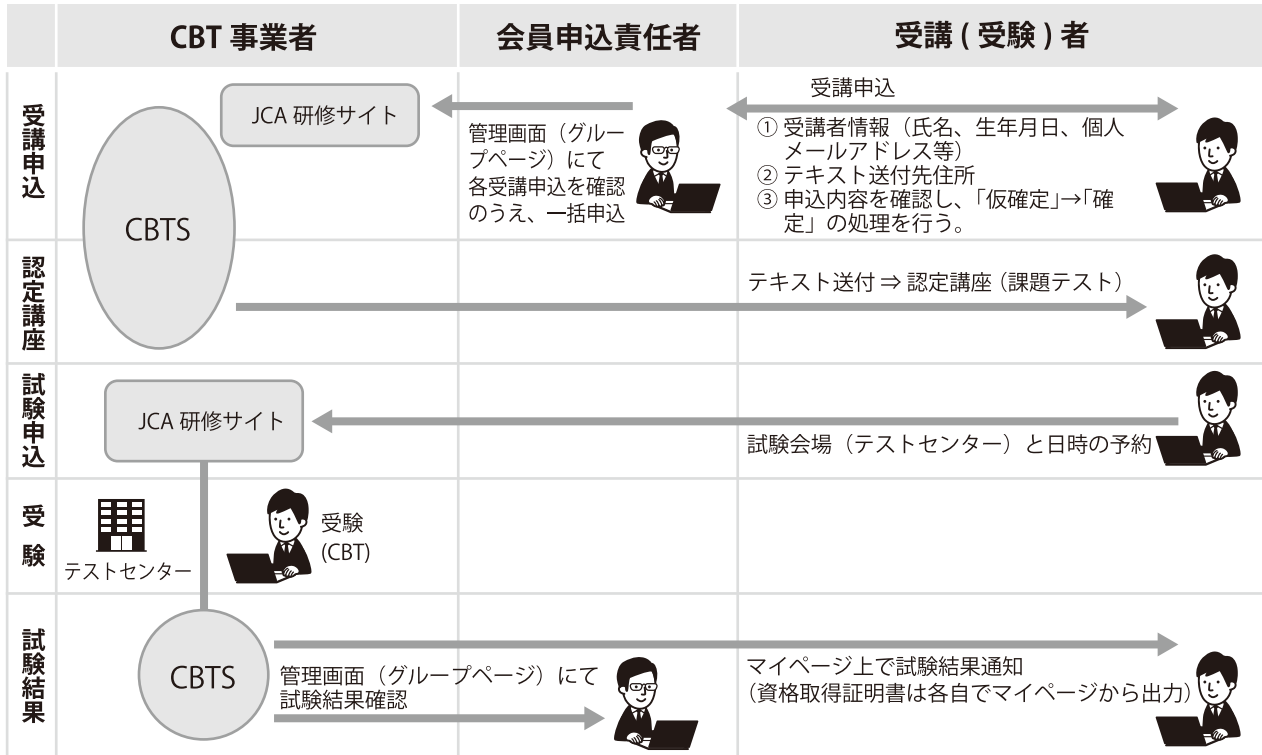 CBT 事業者
会員申込責任者
受講 ( 受験 ) 者
受講申込
JCA 研修サイト
CBTS
管理画面（グルー
プページ）にて
各受講申込を確認
のうえ、一括申込
受講申込
① 受講者情報（氏名、生年月日、個人
メールアドレス等）
② テキスト送付先住所
③ 申込内容を確認し、「仮確定」→「確
定」の処理を行う。
認定講座
テキスト送付 ⇒ 認定講座（課題テスト）
試験申込
JCA 研修サイト
試験会場（テストセンター）と日時の予約
受験
テストセンター
受験
(CBT)
試験結果
CBTS
管理画面（グループページ）にて
試験結果確認
マイページ上で試験結果通知
（資格取得証明書は各自でマイページから出力）